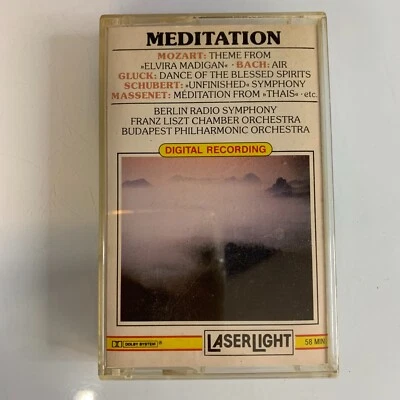 MEDITATION
MOZART: THEME FROM
»ELVIRA MADIGAN« · BACH: AIR
GLUCK: DANCE OF THE BLESSED SPIRITS
SCHUBERT: »UNFINISHED« SYMPHONY
MASSENET: MÉDITATION FROM »THAIS« · etc.
BERLIN RADIO SYMPHONY
FRANZ LISZT CHAMBER ORCHESTRA
BUDAPEST PHILHARMONIC ORCHESTRA
DIGITAL RECORDING
DOLBY SYSTEM®
LASERLIGHT
58 MIN